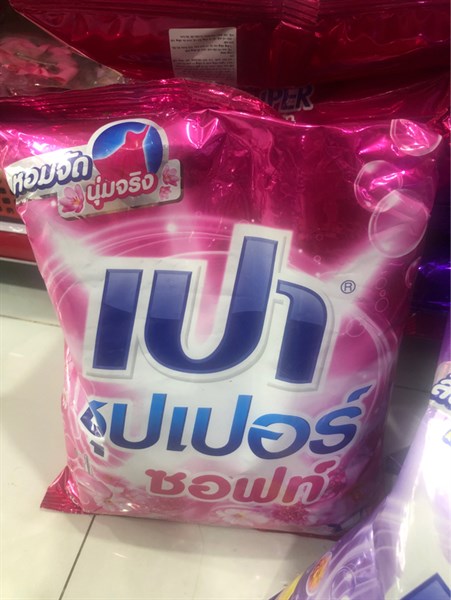 UPER
หอมจัด
นุ่มจริง
เปา®
ซุปเปอร์
ซอฟท์